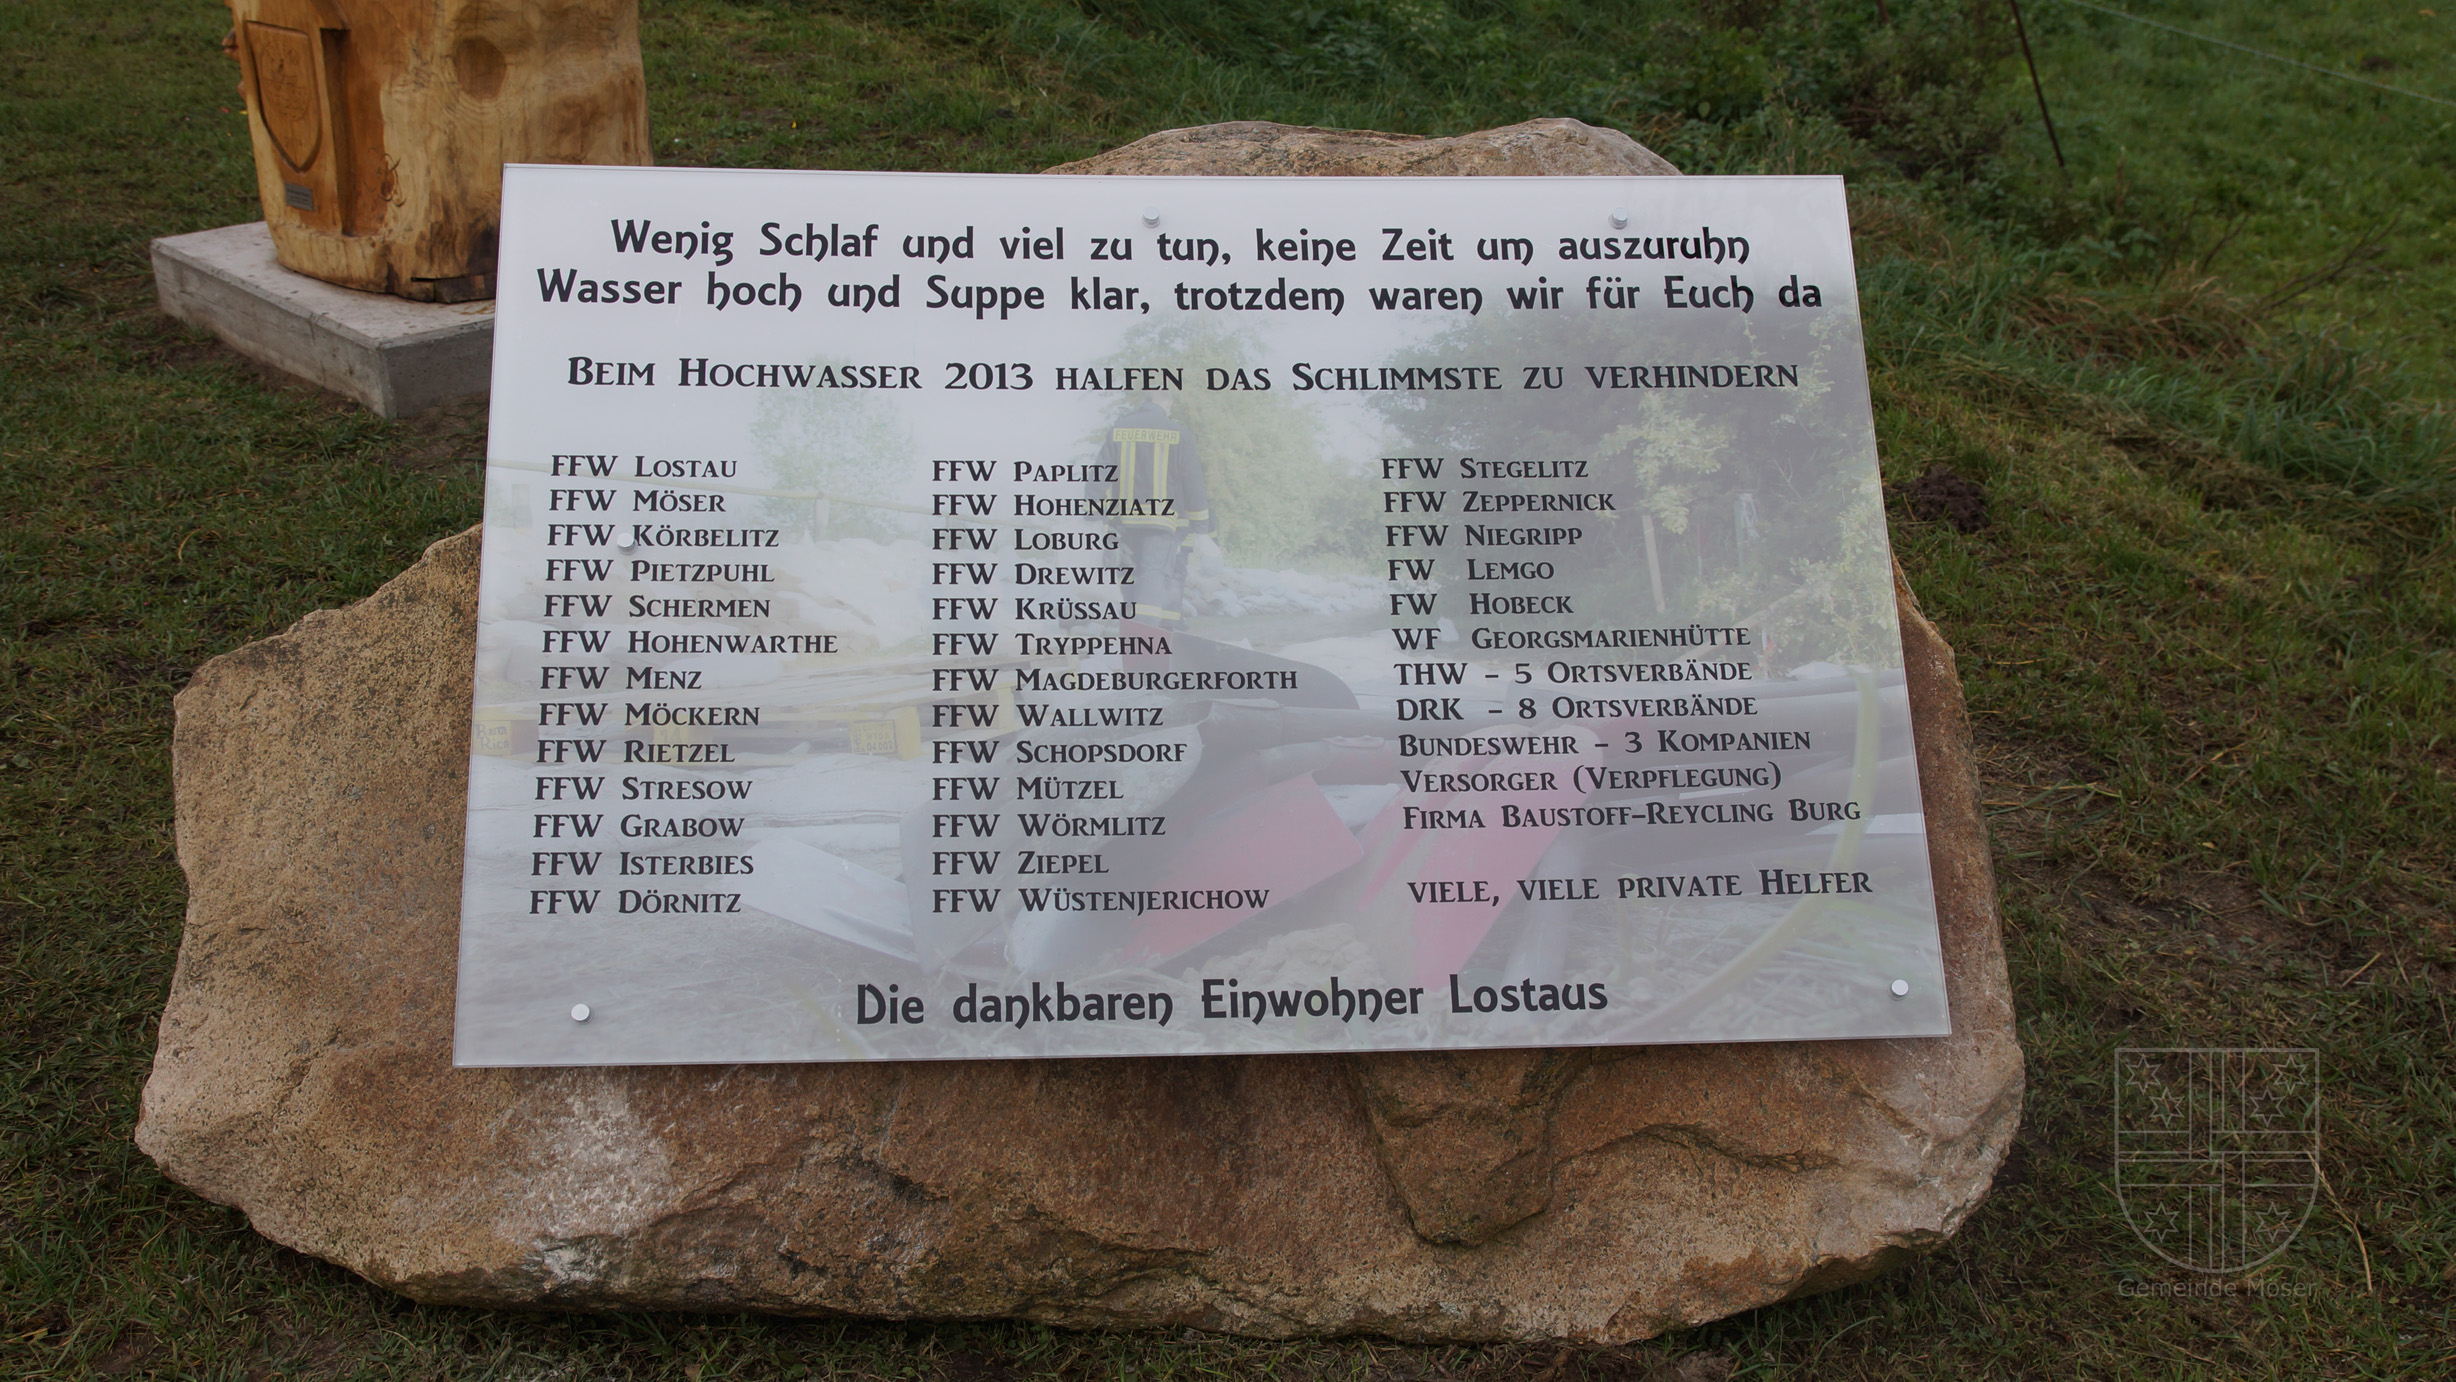 Wenig Schlaf und viel zu tun, keine Zeit um auszuruhn
Wasser hoch und Suppe klar, trotzdem waren wir für Euch da
Beim Hochwasser 2013 halfen das Schlimmste zu verhindern
FFW Lostau
FFW Möser
FFW Körbelitz
FFW Pietzpuhl
FFW Schermen
FFW Hohenwarthe
FFW Menz
FFW Möckern
FFW Rietzel
FFW Stresow
FFW Grabow
FFW Isterbies
FFW Dörnitz
FFW Paplitz
FFW Hohenziatz
FFW Loburg
FFW Drewitz
FFW Krüssau
FFW Tryppehna
FFW Magdeburgerforth
FFW Wallwitz
FFW Schopsdorf
FFW Mützel
FFW Wörmlitz
FFW Ziepel
FFW Wüstenjerichow
FFW Stegelitz
FFW Zeppernick
FFW Niegripp
FW Lemgo
FW Hobeck
WF Georgsmarienhütte
THW - 5 Ortsverbände
DRK - 8 Ortsverbände
Bundeswehr - 3 Kompanien
Versorger (Verpflegung)
Firma Baustoff-Reycling Burg
viele, viele private Helfer
Die dankbaren Einwohner Lostaus
FEUERWEHR
Gemeinde Möser